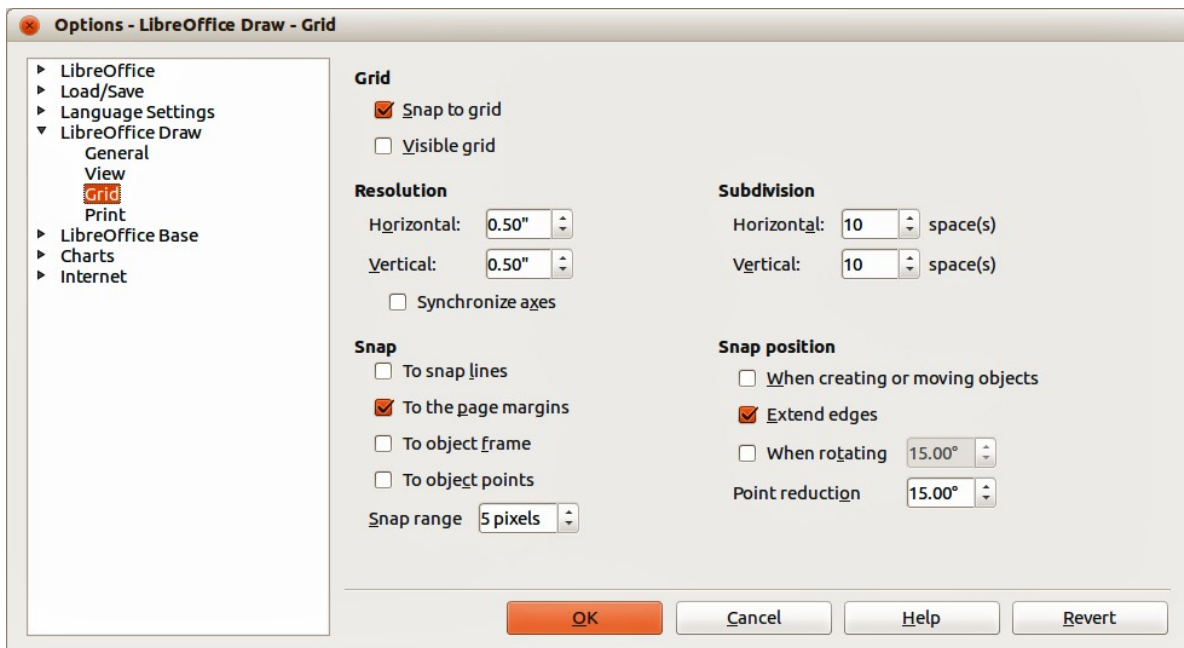 Options - LibreOffice Draw - Grid
LibreOffice
Load/Save
Language Settings
LibreOffice Draw
General
View
Grid
Print
LibreOffice Base
Charts
Internet
Grid
Snap to grid
Visible grid
Resolution
Horizontal: 0.50"
Vertical: 0.50"
Synchronize axes
Subdivision
Horizontal: 10 space(s)
Vertical: 10 space(s)
Snap
To snap lines
To the page margins
To object frame
To object points
Snap range 5 pixels
Snap position
When creating or moving objects
Extend edges
When rotating 15.00°
Point reduction 15.00°
OK Cancel Help Revert